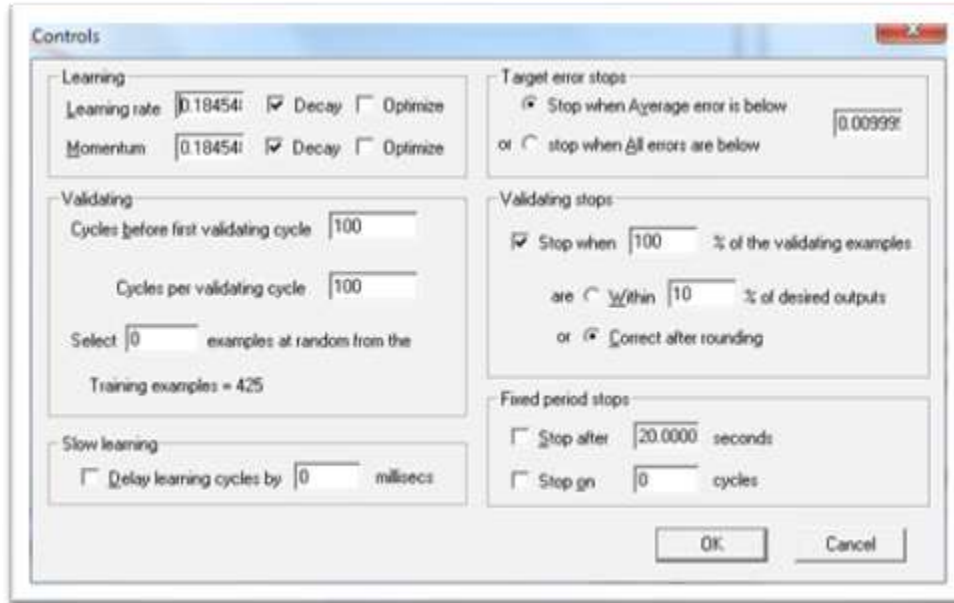 Controls
Learning
Learning rate 0.18454 Decay Optimize
Momentum 0.18454 Decay Optimize
Validating
Cycles before first validating cycle 100
Cycles per validating cycle 100
Select 0 examples at random from the
Training examples = 425
Slow learning
Delay learning cycles by 0 millisecs
Target error stops
Stop when Average error is below
0.00999
or stop when All errors are below
Validating stops
Stop when 100 % of the validating examples
are Within 10 % of desired outputs
or Correct after rounding
Fixed period stops
Stop after 20.0000 seconds
Stop on 0 cycles
OK Cancel